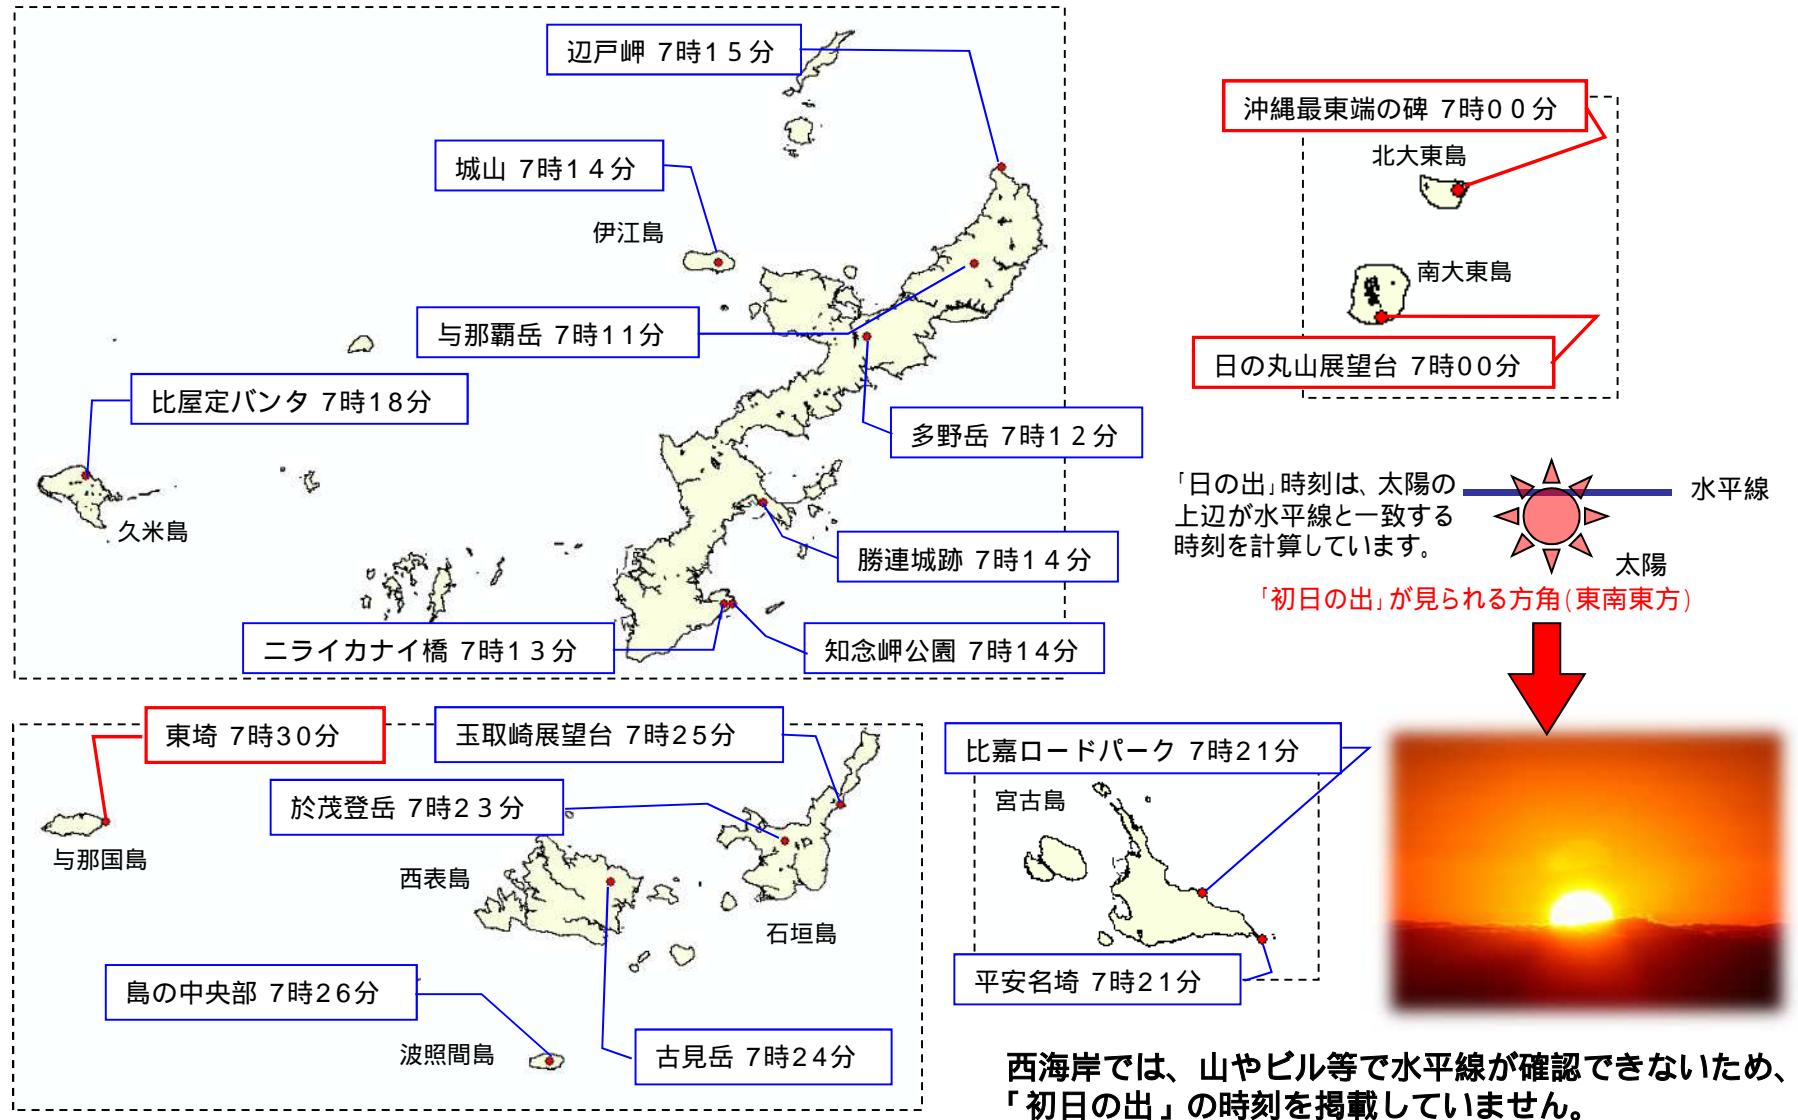 辺戸岬 7時15分
城山 7時14分
伊江島
与那覇岳 7時11分
比屋定バンタ 7時18分
久米島
多野岳 7時12分
勝連城跡 7時14分
ニライカナイ橋 7時13分
知念岬公園 7時14分
沖縄最東端の碑 7時00分
北大東島
南大東島
日の丸山展望台 7時00分
「日の出」時刻は、太陽の
上辺が水平線と一致する
時刻を計算しています。
水平線
太陽
「初日の出」が見られる方角(東南東方)
東埼 7時30分
与那国島
玉取崎展望台 7時25分
於茂登岳 7時23分
西表島
石垣島
島の中央部 7時26分
波照間島
古見岳 7時24分
比嘉ロードパーク 7時21分
宮古島
平安名埼 7時21分
西海岸では、山やビル等で水平線が確認できないため、
「初日の出」の時刻を掲載していません。